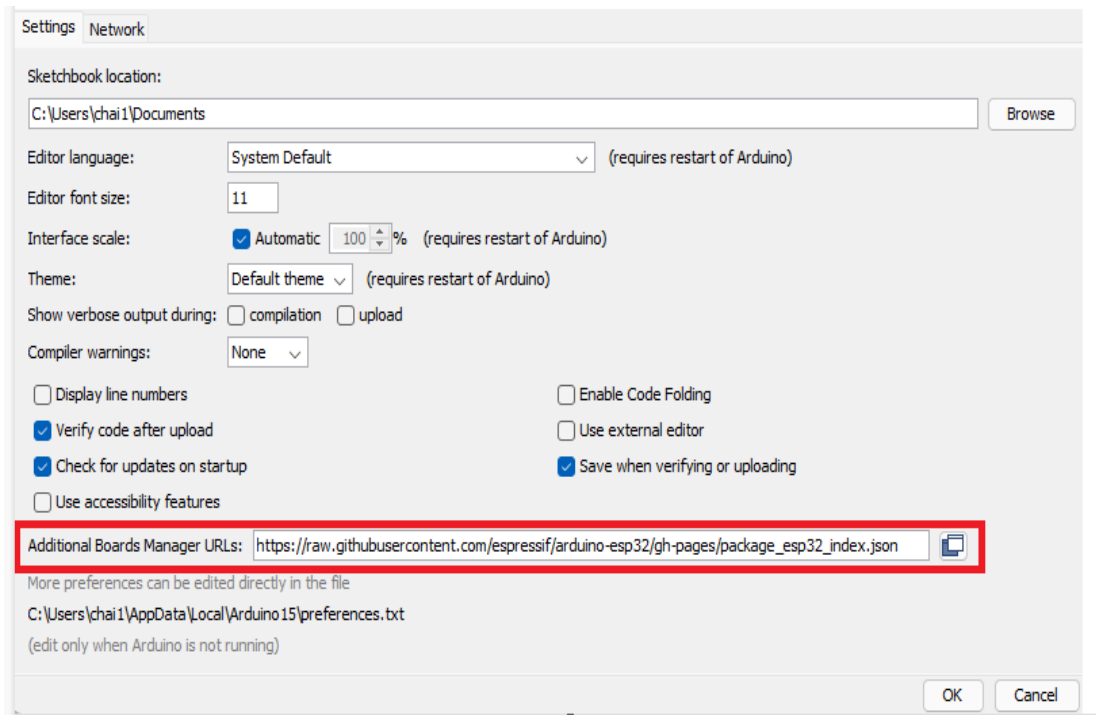 Settings Network
Sketchbook location:
C:\Users\chai1\Documents Browse
Editor language: System Default (requires restart of Arduino)
Editor font size: 11
Interface scale: Automatic 100 % (requires restart of Arduino)
Theme: Default theme (requires restart of Arduino)
Show verbose output during: compilation upload
Compiler warnings: None
Display line numbers Enable Code Folding
Verify code after upload Use external editor
Check for updates on startup Save when verifying or uploading
Use accessibility features
Additional Boards Manager URLs: https://raw.githubusercontent.com/espressif/arduino-esp32/gh-pages/package_esp32_index.json
More preferences can be edited directly in the file
C:\Users\chai1\AppData\Local\Arduino15\preferences.txt
(edit only when Arduino is not running)
OK Cancel